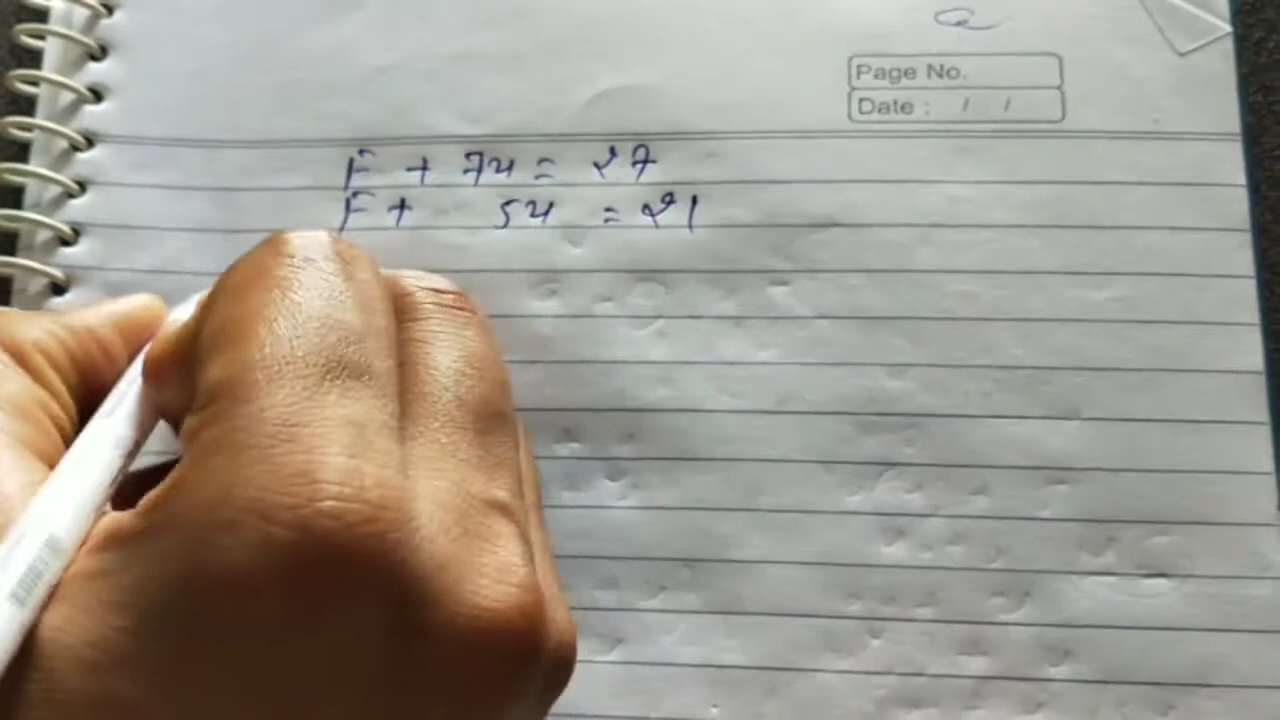 Page No.
Date : / /
F + 74 = 27
F + 54 = 21